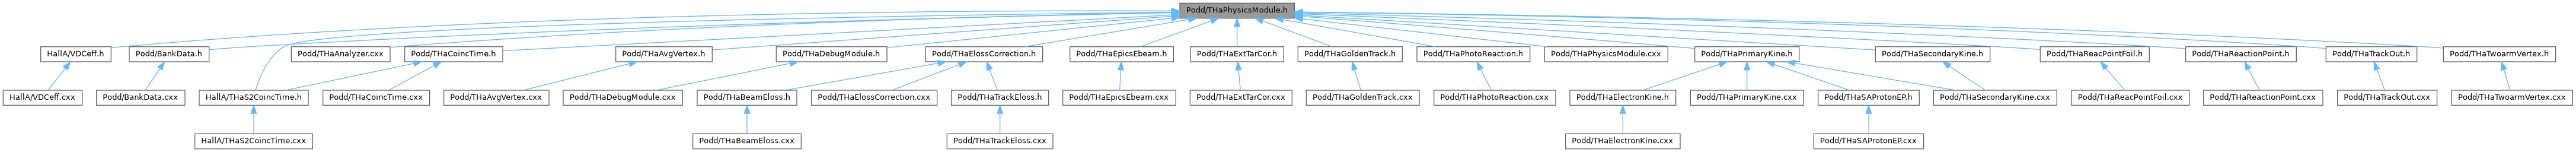 Podd/THaPhysicsModule.h
HallA/VDCeff.h
Podd/BankData.h
Podd/THaAnalyzer.cxx
Podd/THaCoincTime.h
Podd/THaAvgVertex.h
Podd/THaDebugModule.h
Podd/THaElossCorrection.h
Podd/THaEpicsEbeam.h
Podd/THaExtTarCor.h
Podd/THaGoldenTrack.h
Podd/THaPhotoReaction.h
Podd/THaPhysicsModule.cxx
Podd/THaPrimaryKine.h
Podd/THaSecondaryKine.h
Podd/THaReacPointFoil.h
Podd/THaReactionPoint.h
Podd/THaTrackOut.h
Podd/THaTwoarmVertex.h
HallA/VDCeff.cxx
Podd/BankData.cxx
HallA/THaS2CoincTime.h
Podd/THaCoincTime.cxx
Podd/THaAvgVertex.cxx
Podd/THaDebugModule.cxx
Podd/THaBeamEloss.h
Podd/THaElossCorrection.cxx
Podd/THaTrackEloss.h
Podd/THaEpicsEbeam.cxx
Podd/THaExtTarCor.cxx
Podd/THaGoldenTrack.cxx
Podd/THaPhotoReaction.cxx
Podd/THaElectronKine.h
Podd/THaPrimaryKine.cxx
Podd/THaSAProtonEP.h
Podd/THaSecondaryKine.cxx
Podd/THaReacPointFoil.cxx
Podd/THaReactionPoint.cxx
Podd/THaTrackOut.cxx
Podd/THaTwoarmVertex.cxx
HallA/THaS2CoincTime.cxx
Podd/THaBeamEloss.cxx
Podd/THaTrackEloss.cxx
Podd/THaElectronKine.cxx
Podd/THaSAProtonEP.cxx